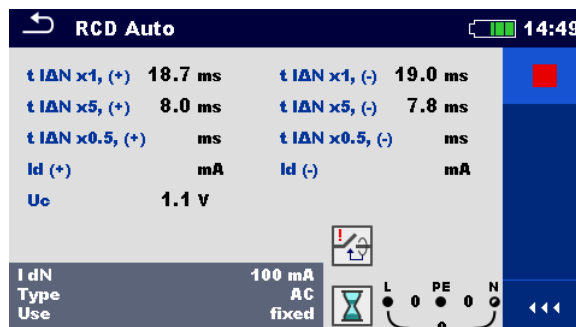 RCD Auto 14:49
t IΔN x1, (+) 18.7 ms t IΔN x1, (-) 19.0 ms
t IΔN x5, (+) 8.0 ms t IΔN x5, (-) 7.8 ms
t IΔN x0.5, (+) ms t IΔN x0.5, (-) ms
Id (+) mA Id (-) mA
Uc 1.1 V
!
I dN 100 mA
Type AC
Use fixed
L PE N
0 0
0